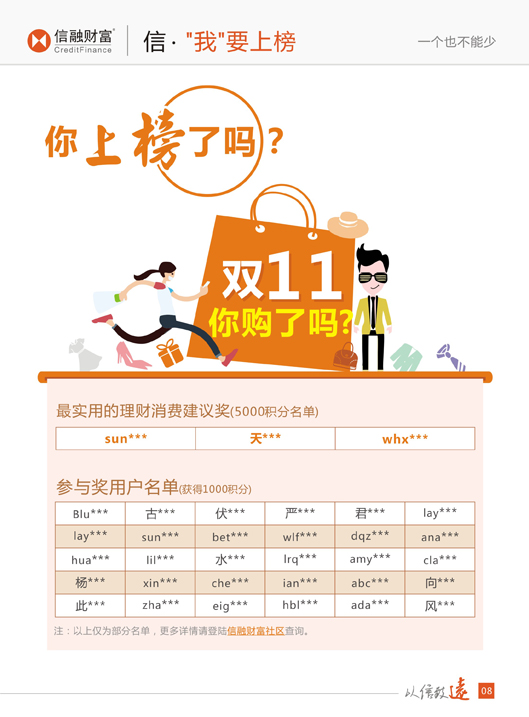 信融财富
CreditFinance
信·"我"要上榜
一个也不能少
你上榜了吗？
双11
你购了吗?
最实用的理财消费建议奖(5000积分名单)
sun*** 天*** whx***
参与奖用户名单(获得1000积分)
Blu*** 古*** 伏*** 严*** 君*** lay***
lay*** sun*** bet*** wlf*** dqz*** ana***
hua*** lil*** 水*** lrq*** amy*** cla***
杨*** xin*** che*** ian*** abc*** 向***
此*** zha*** eig*** hbl*** ada*** 风***
注：以上仅为部分名单，更多详情请登陆信融财富社区查询。
以信致远 08